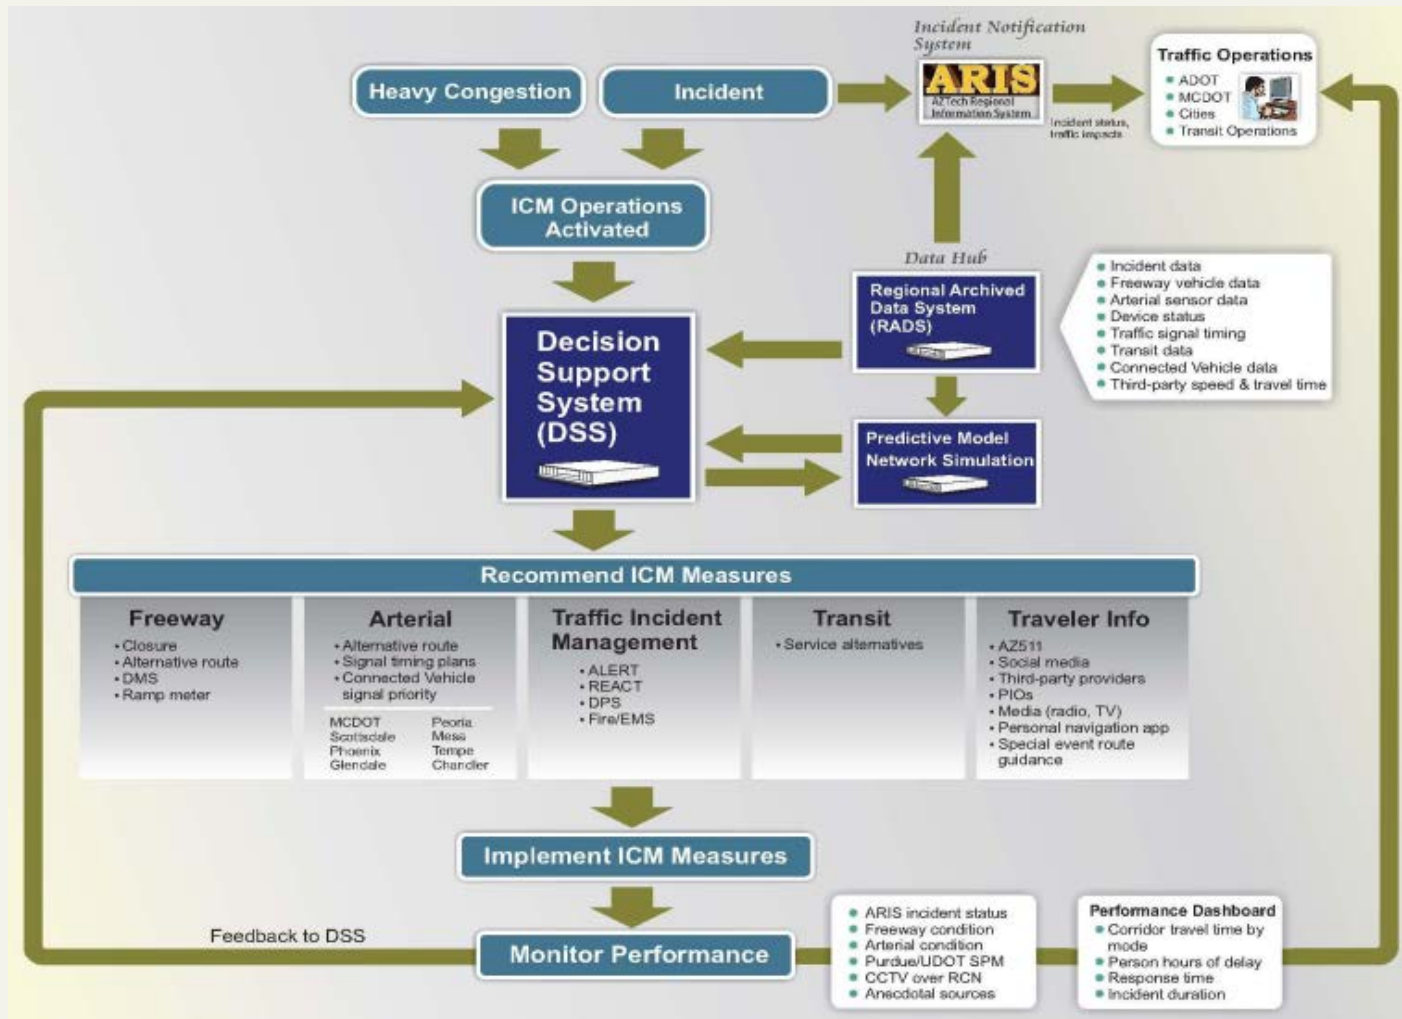 Incident Notification
System
Heavy Congestion
Incident
ARIS
AZTech Regional
Information System
Incident status,
traffic impacts
Traffic Operations
ADOT
MCDOT
Cities
Transit Operations
ICM Operations
Activated
Data Hub
Regional Archived
Data System
(RADS)
Incident data
Freeway vehicle data
Arterial sensor data
Device status
Traffic signal timing
Transit data
Connected Vehicle data
Third-party speed & travel time
Decision
Support
System
(DSS)
Predictive Model
Network Simulation
Recommend ICM Measures
Freeway
• Closure
• Alternative route
• DMS
• Ramp meter
Arterial
• Alternative route
• Signal timing plans
• Connected Vehicle
signal priority
MCDOT
Scottsdale
Phoenix
Glendale
Peoria
Mesa
Tempe
Chandler
Traffic Incident
Management
• ALERT
• REACT
• DPS
• Fire/EMS
Transit
• Service alternatives
Traveler Info
• AZ511
• Social media
• Third-party providers
• PIOs
• Media (radio, TV)
• Personal navigation app
• Special event route
guidance
Implement ICM Measures
Feedback to DSS
Monitor Performance
ARIS incident status
Freeway condition
Arterial condition
Purdue/UDOT SPM
CCTV over RCN
Anecdotal sources
Performance Dashboard
Corridor travel time by
mode
Person hours of delay
Response time
Incident duration